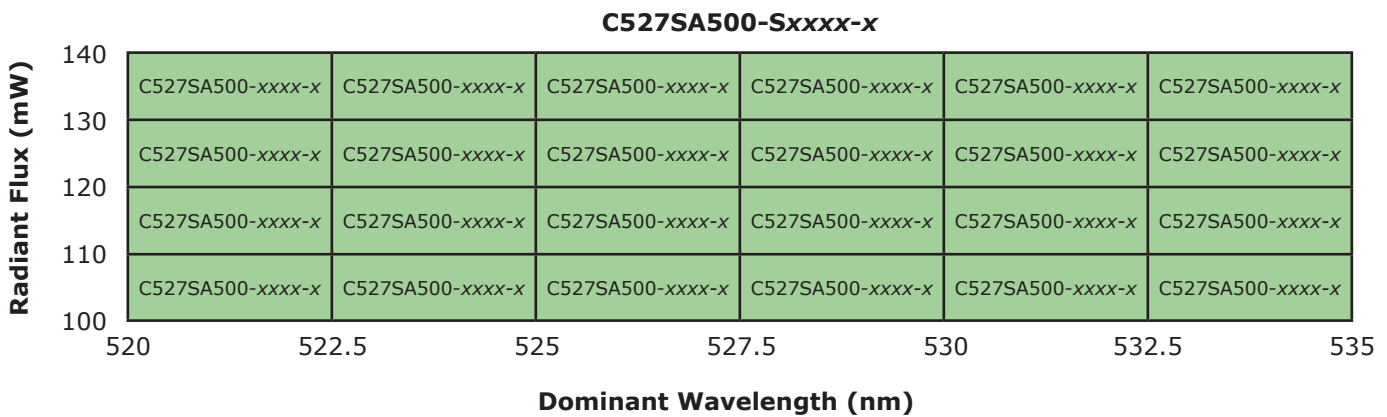 C527SA500-Sxxxx-x
Radiant Flux (mW)
140
C527SA500-xxxx-x C527SA500-xxxx-x C527SA500-xxxx-x C527SA500-xxxx-x C527SA500-xxxx-x C527SA500-xxxx-x
130
C527SA500-xxxx-x C527SA500-xxxx-x C527SA500-xxxx-x C527SA500-xxxx-x C527SA500-xxxx-x C527SA500-xxxx-x
120
C527SA500-xxxx-x C527SA500-xxxx-x C527SA500-xxxx-x C527SA500-xxxx-x C527SA500-xxxx-x C527SA500-xxxx-x
110
C527SA500-xxxx-x C527SA500-xxxx-x C527SA500-xxxx-x C527SA500-xxxx-x C527SA500-xxxx-x C527SA500-xxxx-x
100
520 522.5 525 527.5 530 532.5 535
Dominant Wavelength (nm)